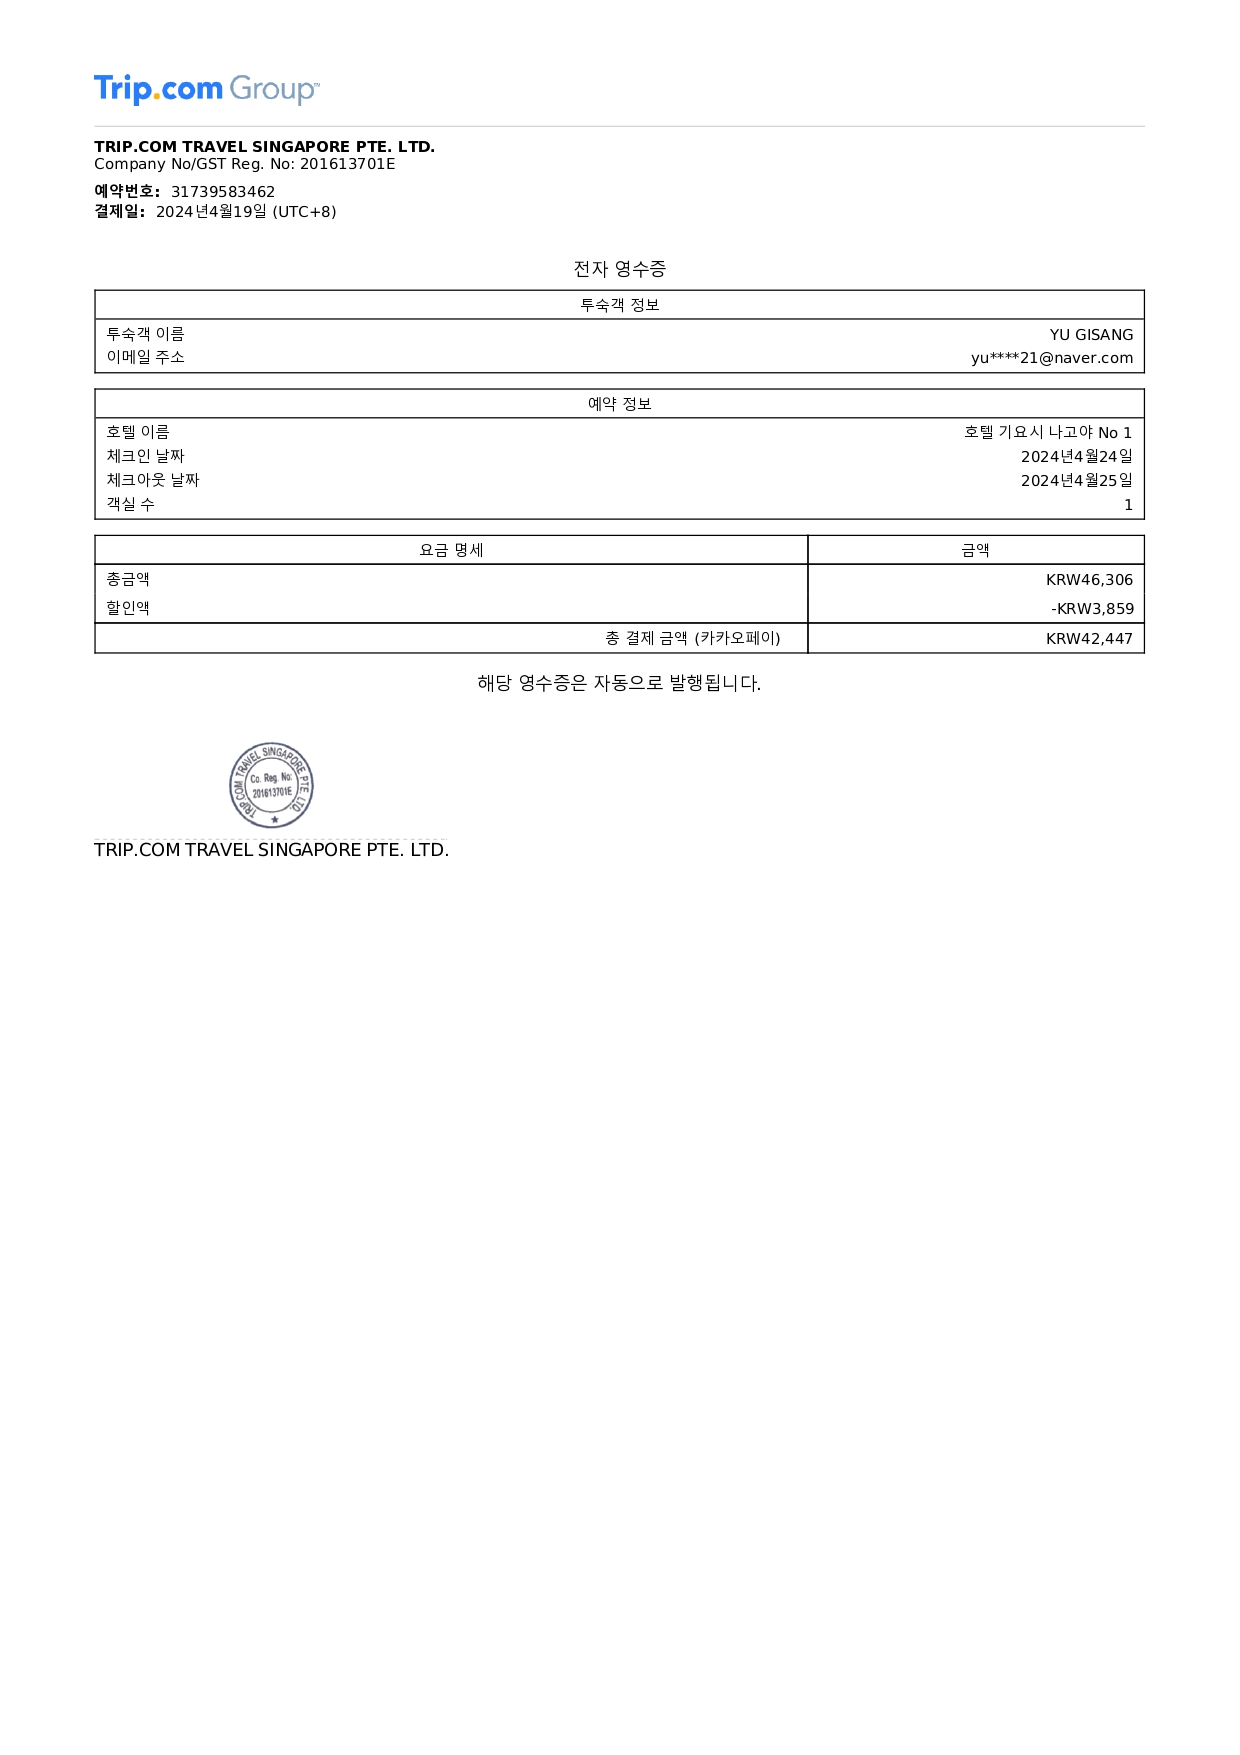 Trip.com Group™
TRIP.COM TRAVEL SINGAPORE PTE. LTD.
Company No/GST Reg. No: 201613701E
예약번호: 31739583462
결제일: 2024년4월19일 (UTC+8)
전자 영수증
투숙객 정보
투숙객 이름 YU GISANG
이메일 주소 yu****21@naver.com
예약 정보
호텔 이름 호텔 기요시 나고야 No 1
체크인 날짜 2024년4월24일
체크아웃 날짜 2024년4월25일
객실 수 1
요금 명세 금액
총금액 KRW46,306
할인액 -KRW3,859
총 결제 금액 (카카오페이) KRW42,447
해당 영수증은 자동으로 발행됩니다.
TRIP.COM TRAVEL SINGAPORE PTE. LTD.
Co. Reg. No:
201613701E
TRIP.COM TRAVEL SINGAPORE PTE. LTD.